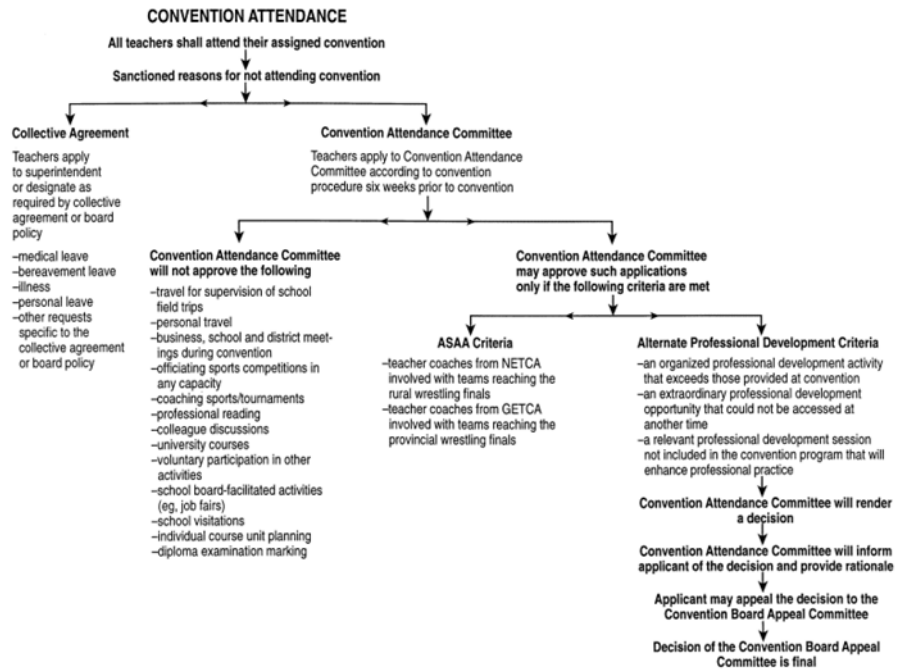 CONVENTION ATTENDANCE
All teachers shall attend their assigned convention
Sanctioned reasons for not attending convention
Collective Agreement
Teachers apply
to superintendent
or designate as
required by collective
agreement or board
policy
–medical leave
–bereavement leave
–illness
–personal leave
–other requests
specific to the
collective agreement
or board policy
Convention Attendance Committee
Teachers apply to Convention Attendance
Committee according to convention
procedure six weeks prior to convention
Convention Attendance Committee
will not approve the following
–travel for supervision of school
field trips
–personal travel
–business, school and district meet-
ings during convention
–officiating sports competitions in
any capacity
–coaching sports/tournaments
–professional reading
–colleague discussions
–university courses
–voluntary participation in other
activities
–school board-facilitated activities
(eg, job fairs)
–school visitations
–individual course unit planning
–diploma examination marking
Convention Attendance Committee
may approve such applications
only if the following criteria are met
ASAA Criteria
–teacher coaches from NETCA
involved with teams reaching the
rural wrestling finals
–teacher coaches from GETCA
involved with teams reaching the
provincial wrestling finals
Alternate Professional Development Criteria
–an organized professional development activity
that exceeds those provided at convention
–an extraordinary professional development
opportunity that could not be accessed at
another time
–a relevant professional development session
not included in the convention program that will
enhance professional practice
Convention Attendance Committee will render
a decision
Convention Attendance Committee will inform
applicant of the decision and provide rationale
Applicant may appeal the decision to the
Convention Board Appeal Committee
Decision of the Convention Board Appeal
Committee is final